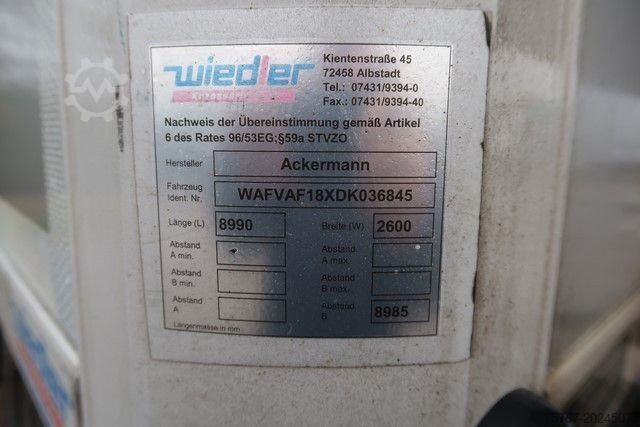 wiedler
Kientenstraße 45
72458 Albstadt
Tel.: 07431/9394-0
Fax.: 07431/9394-40
Nachweis der Übereinstimmung gemäß Artikel
6 des Rates 96/53EG;§59a STVZO
Hersteller Ackermann
Fahrzeug
Ident. Nr. WAFVAF18XDK036845
Länge (L) 8990 Breite (W) 2600
Abstand
A min.
Abstand
A max.
Abstand
B min.
Abstand
B max.
Abstand
A
Abstand
B 8985
Längenmasse in mm
wiedler